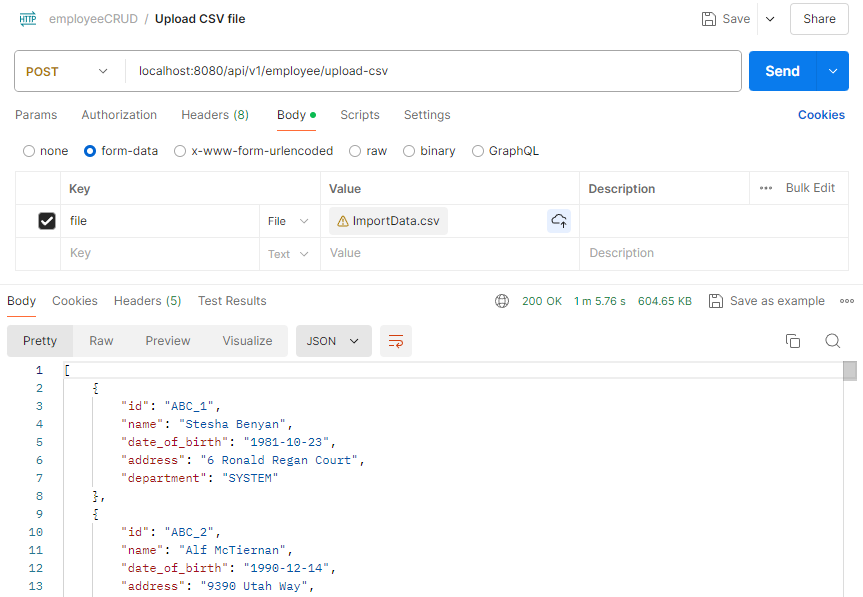 HTTP employeeCRUD / Upload CSV file Save Share
POST localhost:8080/api/v1/employee/upload-csv Send
Params Authorization Headers (8) Body Scripts Settings Cookies
none form-data x-www-form-urlencoded raw binary GraphQL
Key Value Description Bulk Edit
file File ImportData.csv
Key Text Value Description
Body Cookies Headers (5) Test Results 200 OK 1 m 5.76 s 604.65 KB Save as example
Pretty Raw Preview Visualize JSON
1 [
2 {
3 "id": "ABC_1",
4 "name": "Stesha Benyan",
5 "date_of_birth": "1981-10-23",
6 "address": "6 Ronald Regan Court",
7 "department": "SYSTEM"
8 },
9 {
10 "id": "ABC_2",
11 "name": "Alf McTiernan",
12 "date_of_birth": "1990-12-14",
13 "address": "9390 Utah Way",